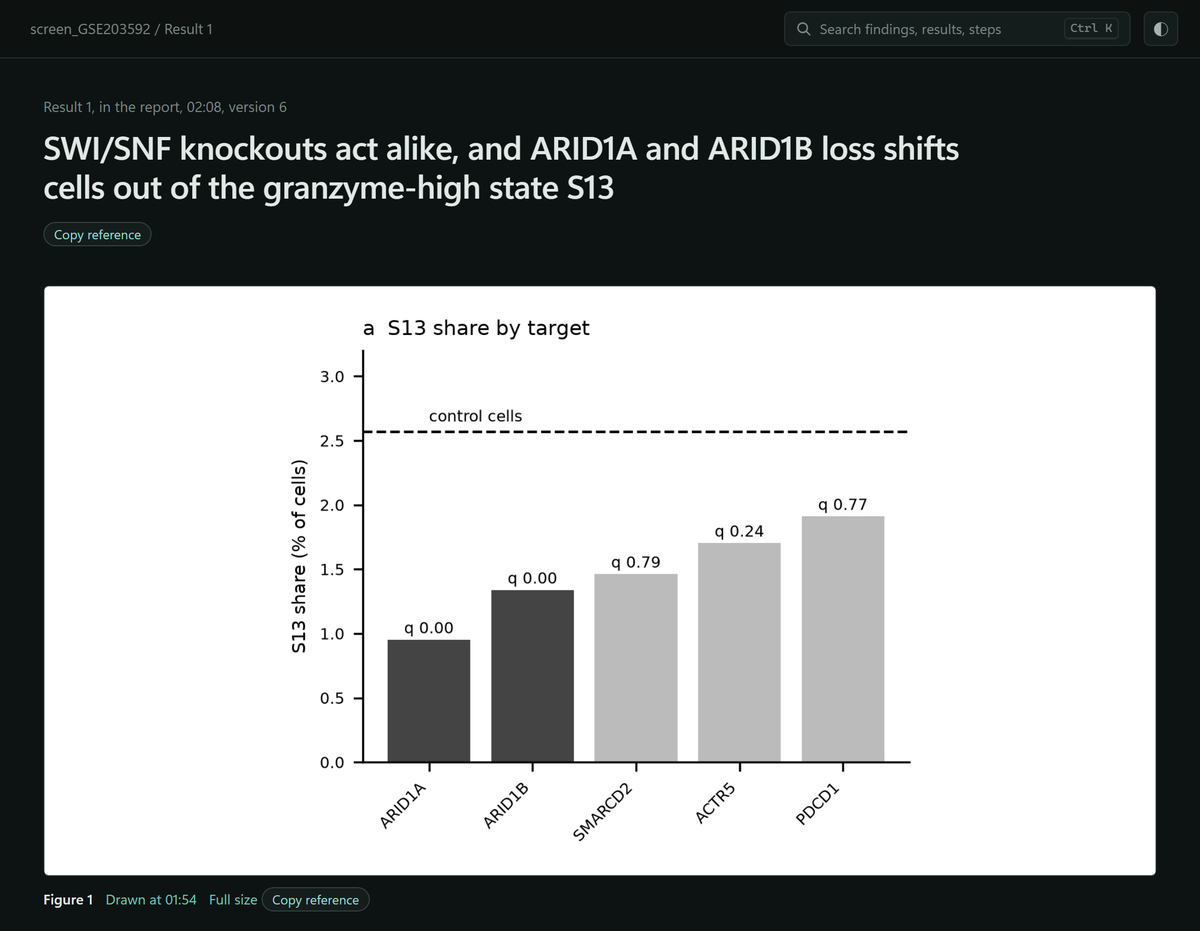 screen_GSE203592 / Result 1
Search findings, results, steps
Ctrl K
Result 1, in the report, 02:08, version 6
SWI/SNF knockouts act alike, and ARID1A and ARID1B loss shifts
cells out of the granzyme-high state S13
Copy reference
a S13 share by target
3.0
control cells
2.5
2.0
1.5
1.0
0.5
0.0
S13 share (% of cells)
q 0.00
q 0.00
q 0.79
q 0.24
q 0.77
ARID1A
ARID1B
SMARCD2
ACTR5
PDCD1
Figure 1 Drawn at 01:54 Full size Copy reference